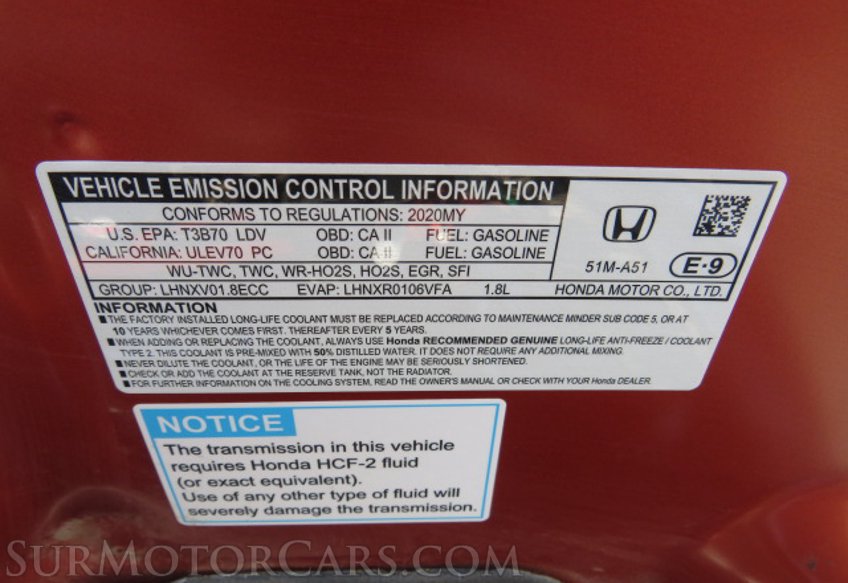 VEHICLE EMISSION CONTROL INFORMATION
CONFORMS TO REGULATIONS: 2020MY
U.S. EPA: T3B70 LDV OBD: CA II FUEL: GASOLINE
CALIFORNIA: ULEV70 PC OBD: CA II FUEL: GASOLINE
WU-TWC, TWC, WR-HO2S, HO2S, EGR, SFI
GROUP: LHNXV01.8ECC EVAP: LHNXR0106VFA 1.8L
51M-A51
E·9
HONDA MOTOR CO., LTD.
INFORMATION
■THE FACTORY INSTALLED LONG-LIFE COOLANT MUST BE REPLACED ACCORDING TO MAINTENANCE MINDER SUB CODE 5, OR AT
10 YEARS WHICHEVER COMES FIRST. THEREAFTER EVERY 5 YEARS.
■WHEN ADDING OR REPLACING THE COOLANT, ALWAYS USE Honda RECOMMENDED GENUINE LONG-LIFE ANTI-FREEZE / COOLANT
TYPE 2. THIS COOLANT IS PRE-MIXED WITH 50% DISTILLED WATER. IT DOES NOT REQUIRE ANY ADDITIONAL MIXING.
■NEVER DILUTE THE COOLANT, OR THE LIFE OF THE ENGINE MAY BE SERIOUSLY SHORTENED.
■CHECK OR ADD THE COOLANT AT THE RESERVE TANK, NOT THE RADIATOR.
■FOR FURTHER INFORMATION ON THE COOLING SYSTEM, READ THE OWNER'S MANUAL OR CHECK WITH YOUR Honda DEALER.
NOTICE
The transmission in this vehicle
requires Honda HCF-2 fluid
(or exact equivalent).
Use of any other type of fluid will
severely damage the transmission.
SURMOTORCARS.COM